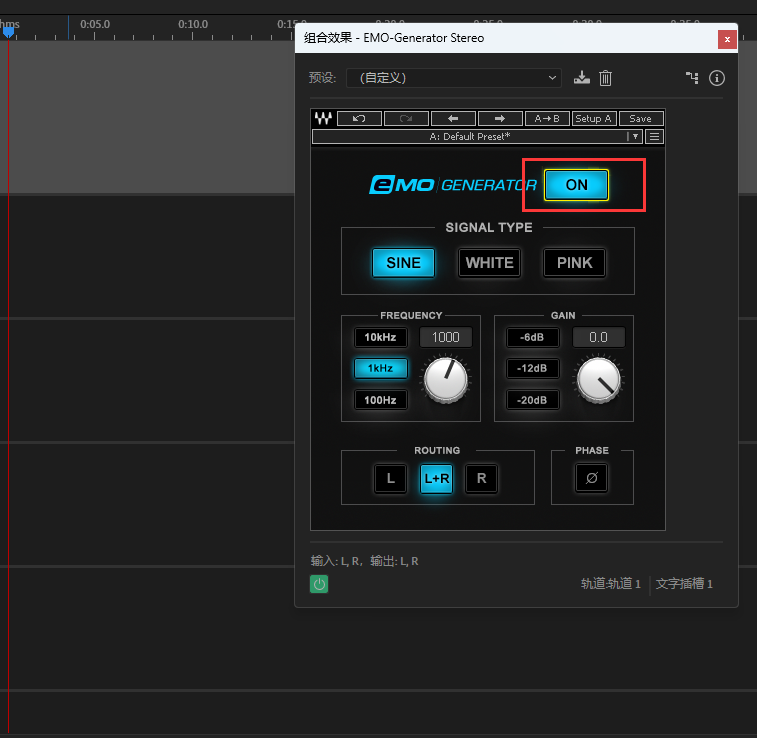 hms 0:05.0 0:10.0 0:15
组合效果 - EMO-Generator Stereo
预设: (自定义)
A→B Setup A Save
A: Default Preset*
eMO GENERATOR ON
SIGNAL TYPE
SINE WHITE PINK
FREQUENCY GAIN
10kHz 1000 -6dB 0.0
1kHz -12dB
100Hz -20dB
ROUTING PHASE
L L+R R Ø
输入: L, R，输出: L, R
轨道:轨道 1 文字插槽 1